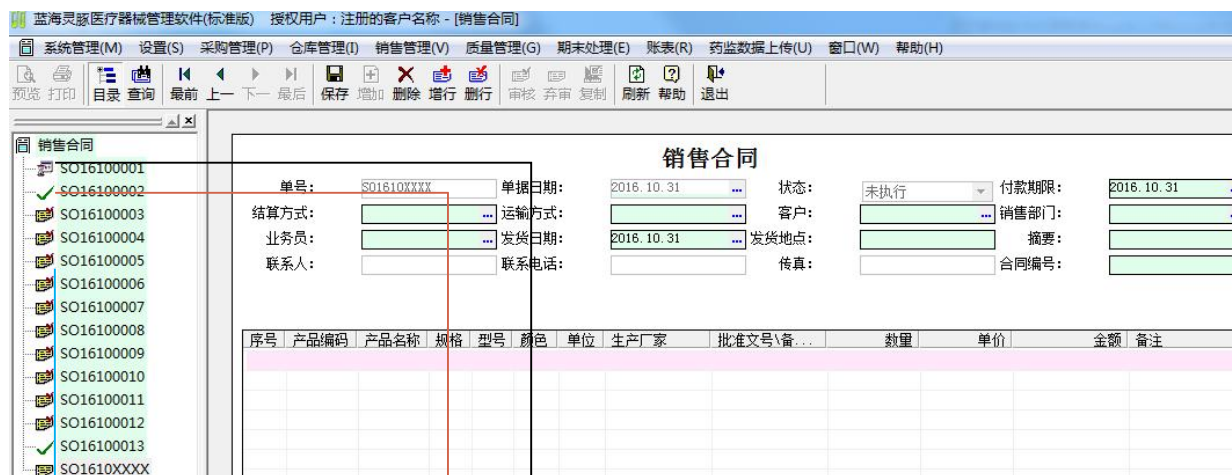 蓝海灵豚医疗器械管理软件(标准版) 授权用户：注册的客户名称 - [销售合同]
系统管理(M) 设置(S) 采购管理(P) 仓库管理(I) 销售管理(V) 质量管理(G) 期末处理(E) 账表(R) 药监数据上传(U) 窗口(W) 帮助(H)
预览 打印 目录 查询 最前 上一 下一 最后 保存 增加 删除 增行 删行 审核 弃审 复制 刷新 帮助 退出
销售合同
SO16100001
SO16100002
SO16100003
SO16100004
SO16100005
SO16100006
SO16100007
SO16100008
SO16100009
SO16100010
SO16100011
SO16100012
SO16100013
SO1610XXXX
销售合同
单号: SO1610XXXX 单据日期: 2016.10.31 ... 状态: 未执行 付款期限: 2016.10.31
结算方式: ... 运输方式: ... 客户: ... 销售部门:
业务员: ... 发货日期: 2016.10.31 ... 发货地点: 摘要:
联系人: 联系电话: 传真: 合同编号:
序号 产品编码 产品名称 规格 型号 颜色 单位 生产厂家 批准文号\备... 数量 单价 金额 备注